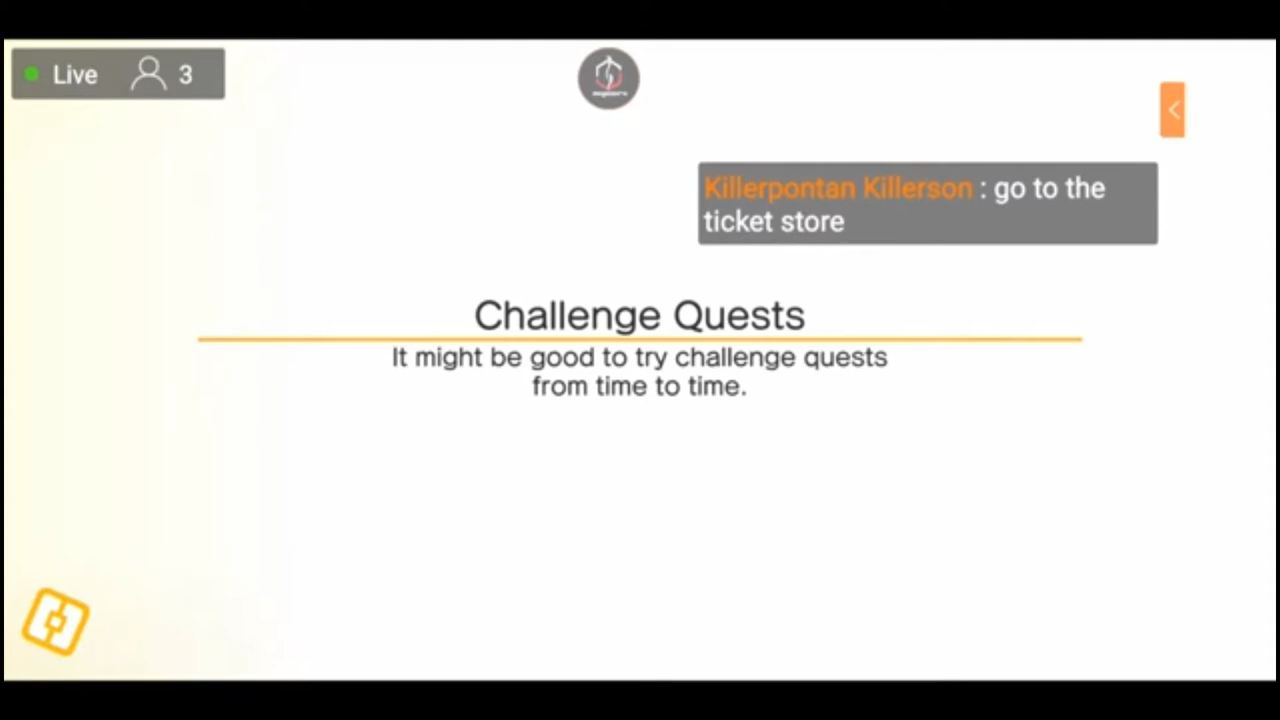 Live 3
Killerpontan Killerson : go to the
ticket store
Challenge Quests
It might be good to try challenge quests
from time to time.